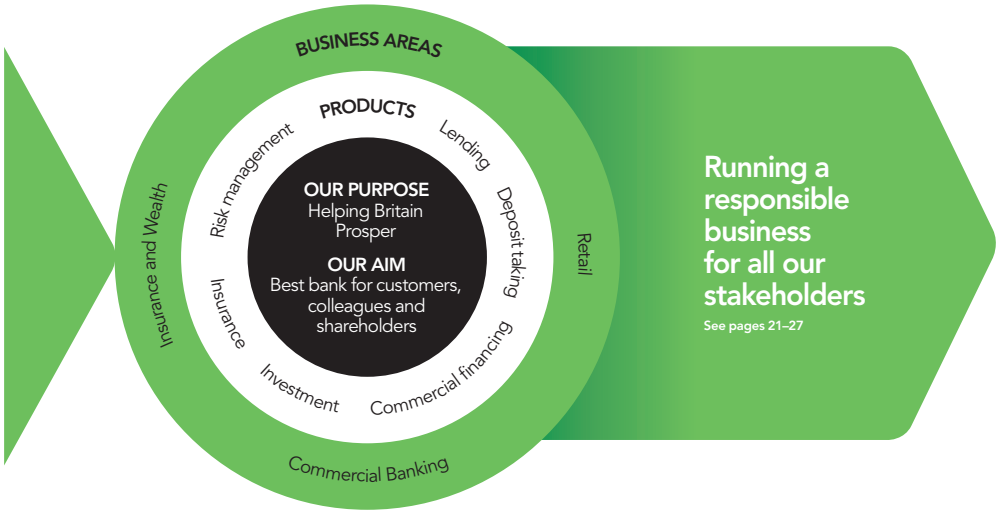 BUSINESS AREAS
PRODUCTS
Lending
Deposit taking
Commercial financing
Investment
Insurance
Risk management
OUR PURPOSE
Helping Britain
Prosper
OUR AIM
Best bank for customers,
colleagues and
shareholders
Retail
Commercial Banking
Insurance and Wealth
Running a
responsible
business
for all our
stakeholders
See pages 21–27